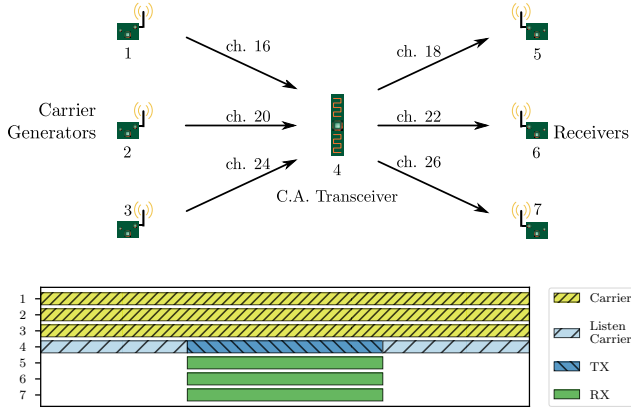 ch. 16
ch. 18
1
5
Carrier
Generators
ch. 20
ch. 22
Receivers
2
6
ch. 24
ch. 26
4
3
7
C.A. Transceiver
1
2
3
4
5
6
7
Carrier
Listen
Carrier
TX
RX